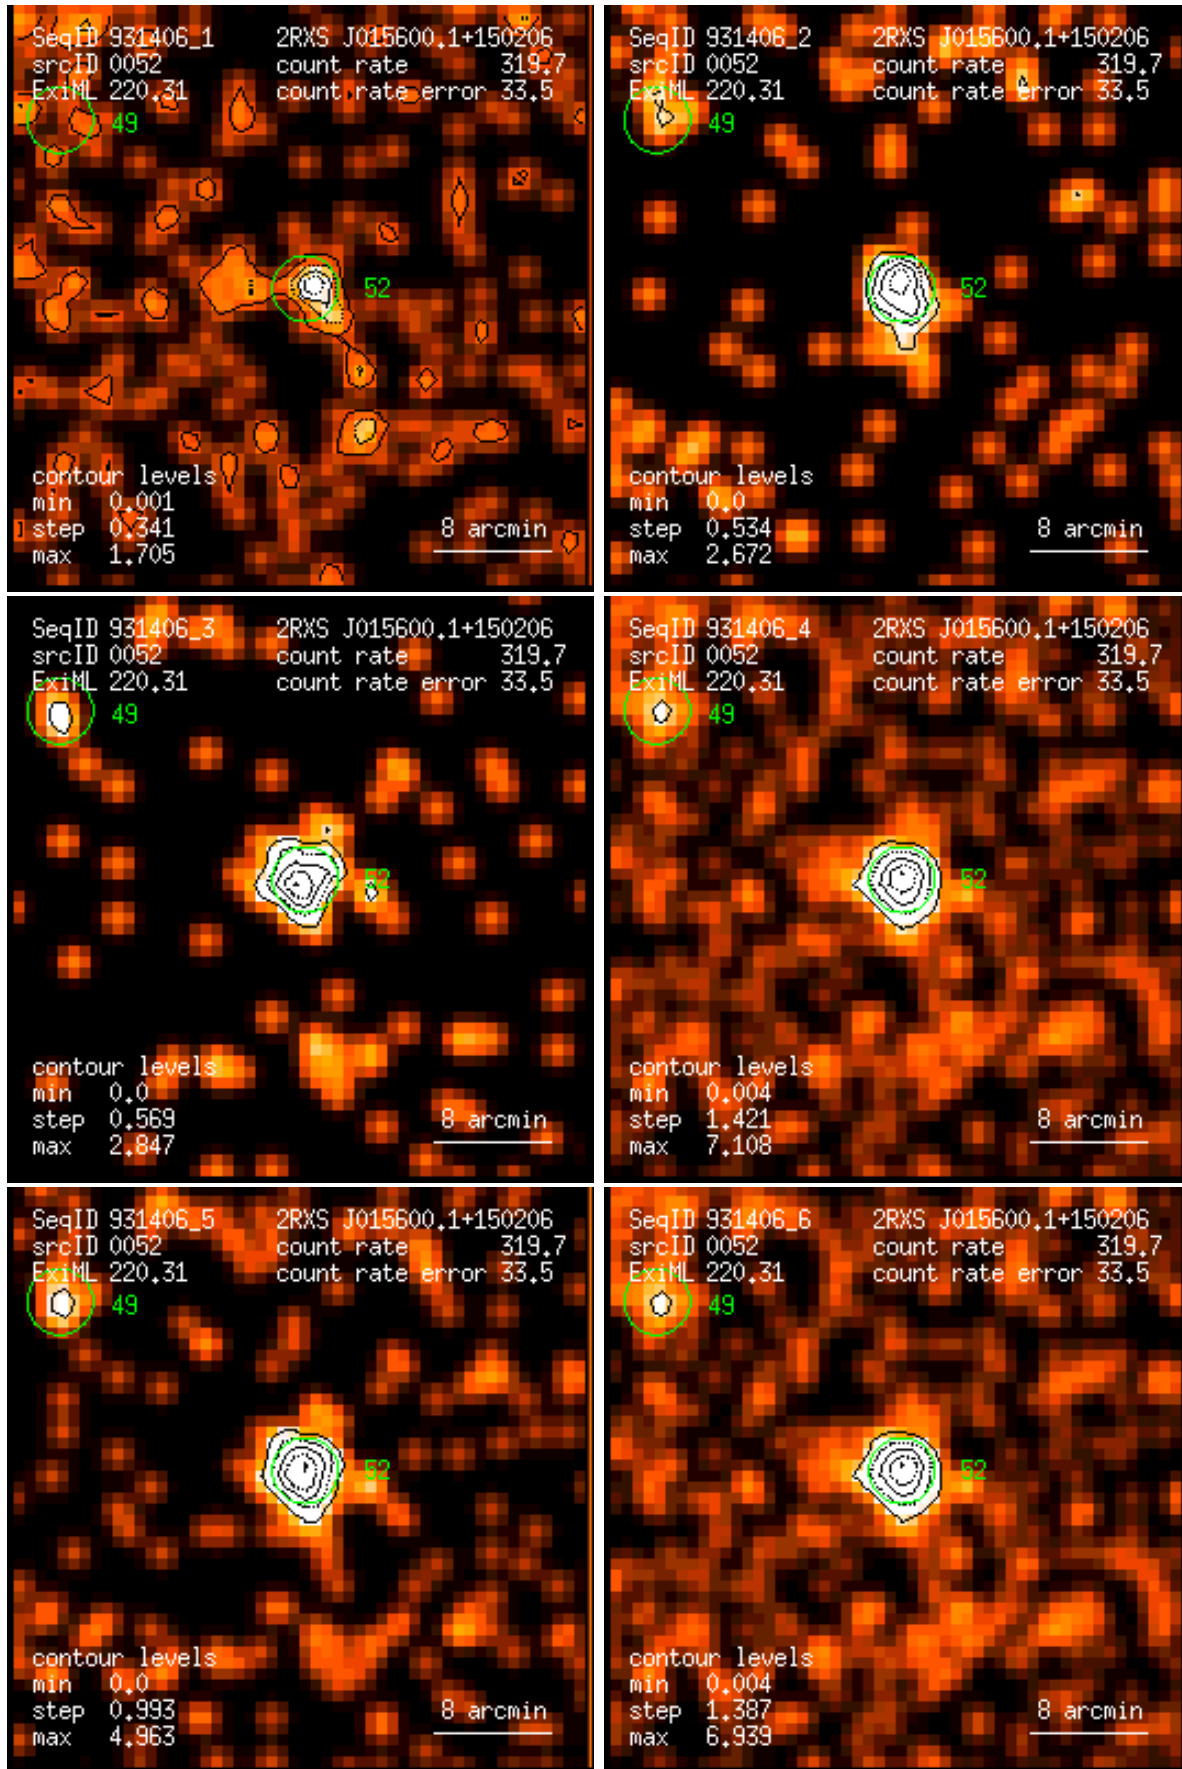 SeqID 931406_1 2RXS J015600.1+150206
srcID 0052 count rate 319.7
ExiML 220.31 count rate error 33.5
49
52
contour levels
min 0.001
step 0.341
max 1.705
8 arcmin
SeqID 931406_2 2RXS J015600.1+150206
srcID 0052 count rate 319.7
ExiML 220.31 count rate error 33.5
49
52
contour levels
min 0.0
step 0.534
max 2.672
8 arcmin
SeqID 931406_3 2RXS J015600.1+150206
srcID 0052 count rate 319.7
ExiML 220.31 count rate error 33.5
49
52
contour levels
min 0.0
step 0.569
max 2.847
8 arcmin
SeqID 931406_4 2RXS J015600.1+150206
srcID 0052 count rate 319.7
ExiML 220.31 count rate error 33.5
49
52
contour levels
min 0.004
step 1.421
max 7.108
8 arcmin
SeqID 931406_5 2RXS J015600.1+150206
srcID 0052 count rate 319.7
ExiML 220.31 count rate error 33.5
49
52
contour levels
min 0.0
step 0.993
max 4.963
8 arcmin
SeqID 931406_6 2RXS J015600.1+150206
srcID 0052 count rate 319.7
ExiML 220.31 count rate error 33.5
49
52
contour levels
min 0.004
step 1.387
max 6.939
8 arcmin